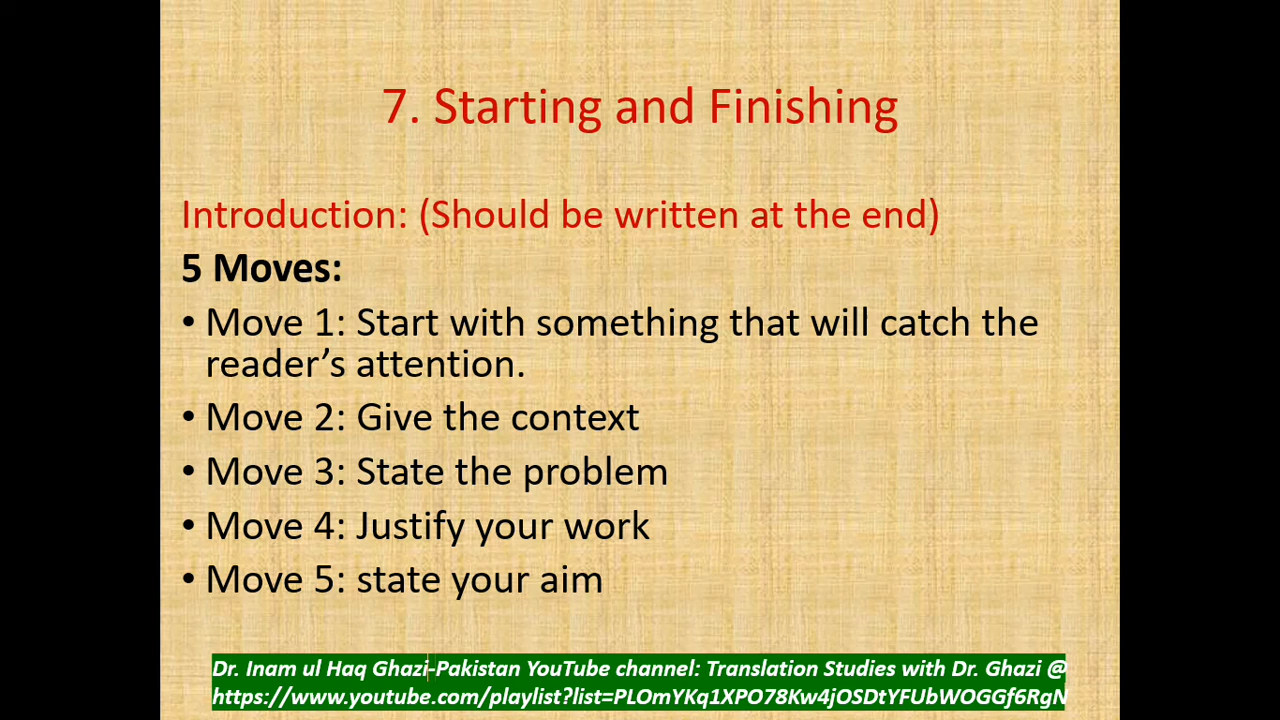 7. Starting and Finishing
Introduction: (Should be written at the end)
5 Moves:
• Move 1: Start with something that will catch the
reader’s attention.
• Move 2: Give the context
• Move 3: State the problem
• Move 4: Justify your work
• Move 5: state your aim
Dr. Inam ul Haq Ghazi-Pakistan YouTube channel: Translation Studies with Dr. Ghazi @
https://www.youtube.com/playlist?list=PLOmYKq1XPO78Kw4jOSDtYFUbWOGGf6RgN